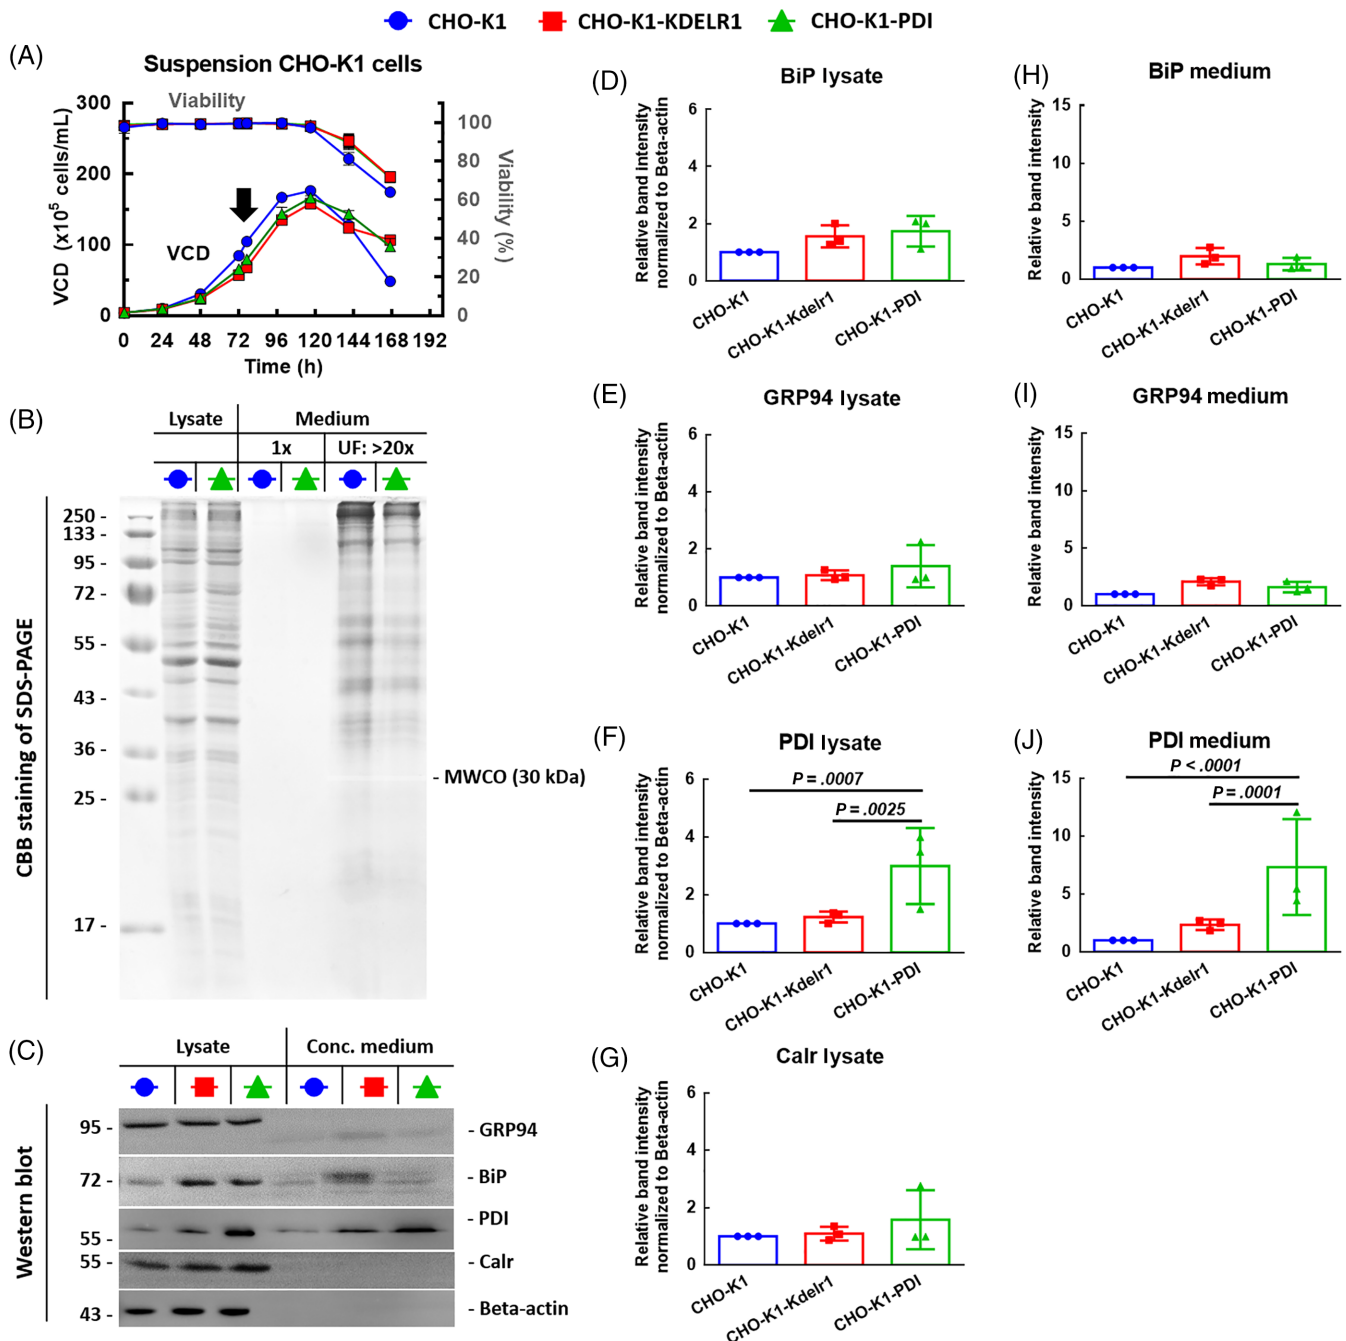 CHO-K1 CHO-K1-KDELR1 CHO-K1-PDI
(A)
Suspension CHO-K1 cells
Viability
VCD
VCD (x10⁵ cells/mL)
300
200
100
0
Viability (%)
100
80
60
40
20
0
0 24 48 72 96 120 144 168 192
Time (h)
(B)
Lysate Medium
1x UF: >20x
CBB staining of SDS-PAGE
250 -
133 -
95 -
72 -
55 -
43 -
36 -
25 -
17 -
- MWCO (30 kDa)
(C)
Lysate Conc. medium
Western blot
95 - - GRP94
72 - - BiP
55 - - PDI
55 - - Calr
43 - - Beta-actin
(D)
BiP lysate
Relative band intensity
normalized to Beta-actin
6
4
2
0
CHO-K1
CHO-K1-Kdelr1
CHO-K1-PDI
(H)
BiP medium
Relative band intensity
15
10
5
0
CHO-K1
CHO-K1-Kdelr1
CHO-K1-PDI
(E)
GRP94 lysate
Relative band intensity
normalized to Beta-actin
6
4
2
0
CHO-K1
CHO-K1-Kdelr1
CHO-K1-PDI
(I)
GRP94 medium
Relative band intensity
15
10
5
0
CHO-K1
CHO-K1-Kdelr1
CHO-K1-PDI
(F)
PDI lysate
P = .0007
P = .0025
Relative band intensity
normalized to Beta-actin
6
4
2
0
CHO-K1
CHO-K1-Kdelr1
CHO-K1-PDI
(J)
PDI medium
P < .0001
P = .0001
Relative band intensity
15
10
5
0
CHO-K1
CHO-K1-Kdelr1
CHO-K1-PDI
(G)
Calr lysate
Relative band intensity
normalized to Beta-actin
6
4
2
0
CHO-K1
CHO-K1-Kdelr1
CHO-K1-PDI